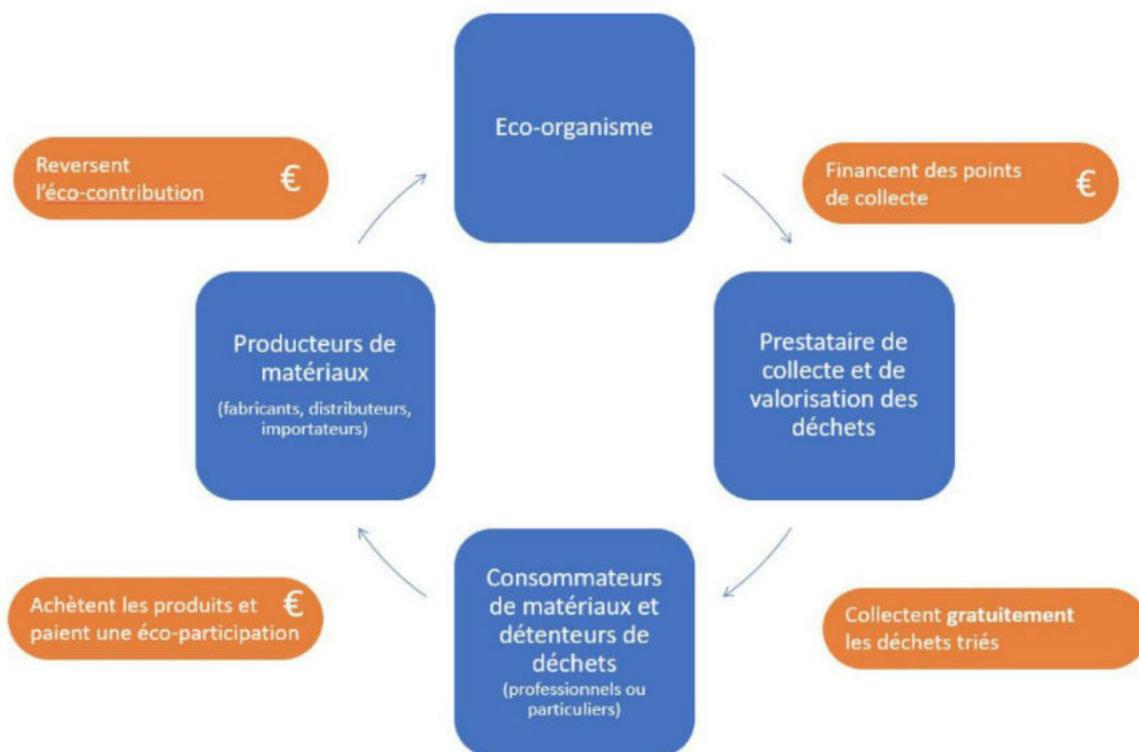 Eco-organisme
Reversent
l'éco-contribution
€
Financent des points
de collecte
€
Producteurs de
matériaux
(fabricants, distributeurs,
importateurs)
Prestataire de
collecte et de
valorisation des
déchets
Achètent les produits et
paient une éco-participation
€
Consommateurs
de matériaux et
détenteurs de
déchets
(professionnels ou
particuliers)
Collectent gratuitement
les déchets triés